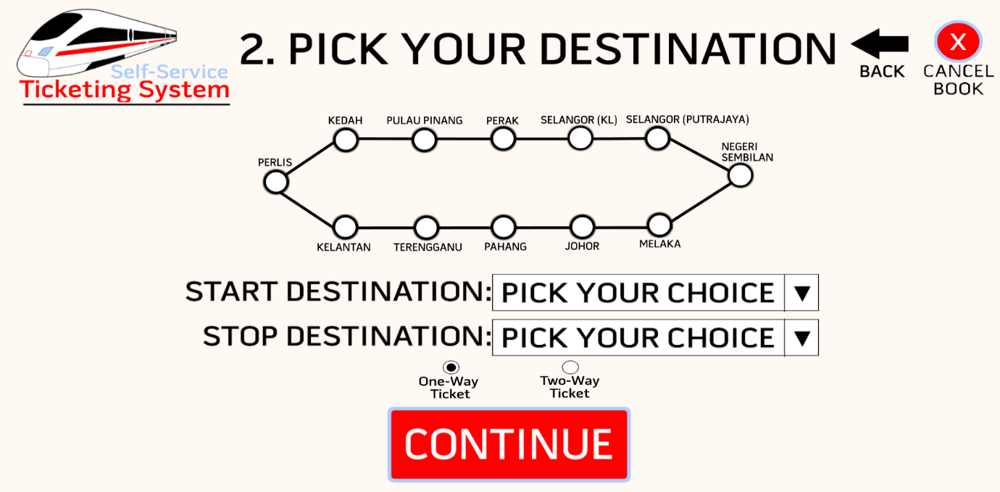 2. PICK YOUR DESTINATION
X
BACK
CANCEL
BOOK
Self-Service
Ticketing System
KEDAH
PULAU PINANG
PERAK
SELANGOR (KL)
SELANGOR (PUTRAJAYA)
NEGERI
SEMBILAN
PERLIS
KELANTAN
TERENGGANU
PAHANG
JOHOR
MELAKA
START DESTINATION: PICK YOUR CHOICE ▼
STOP DESTINATION: PICK YOUR CHOICE ▼
One-Way
Ticket
Two-Way
Ticket
CONTINUE